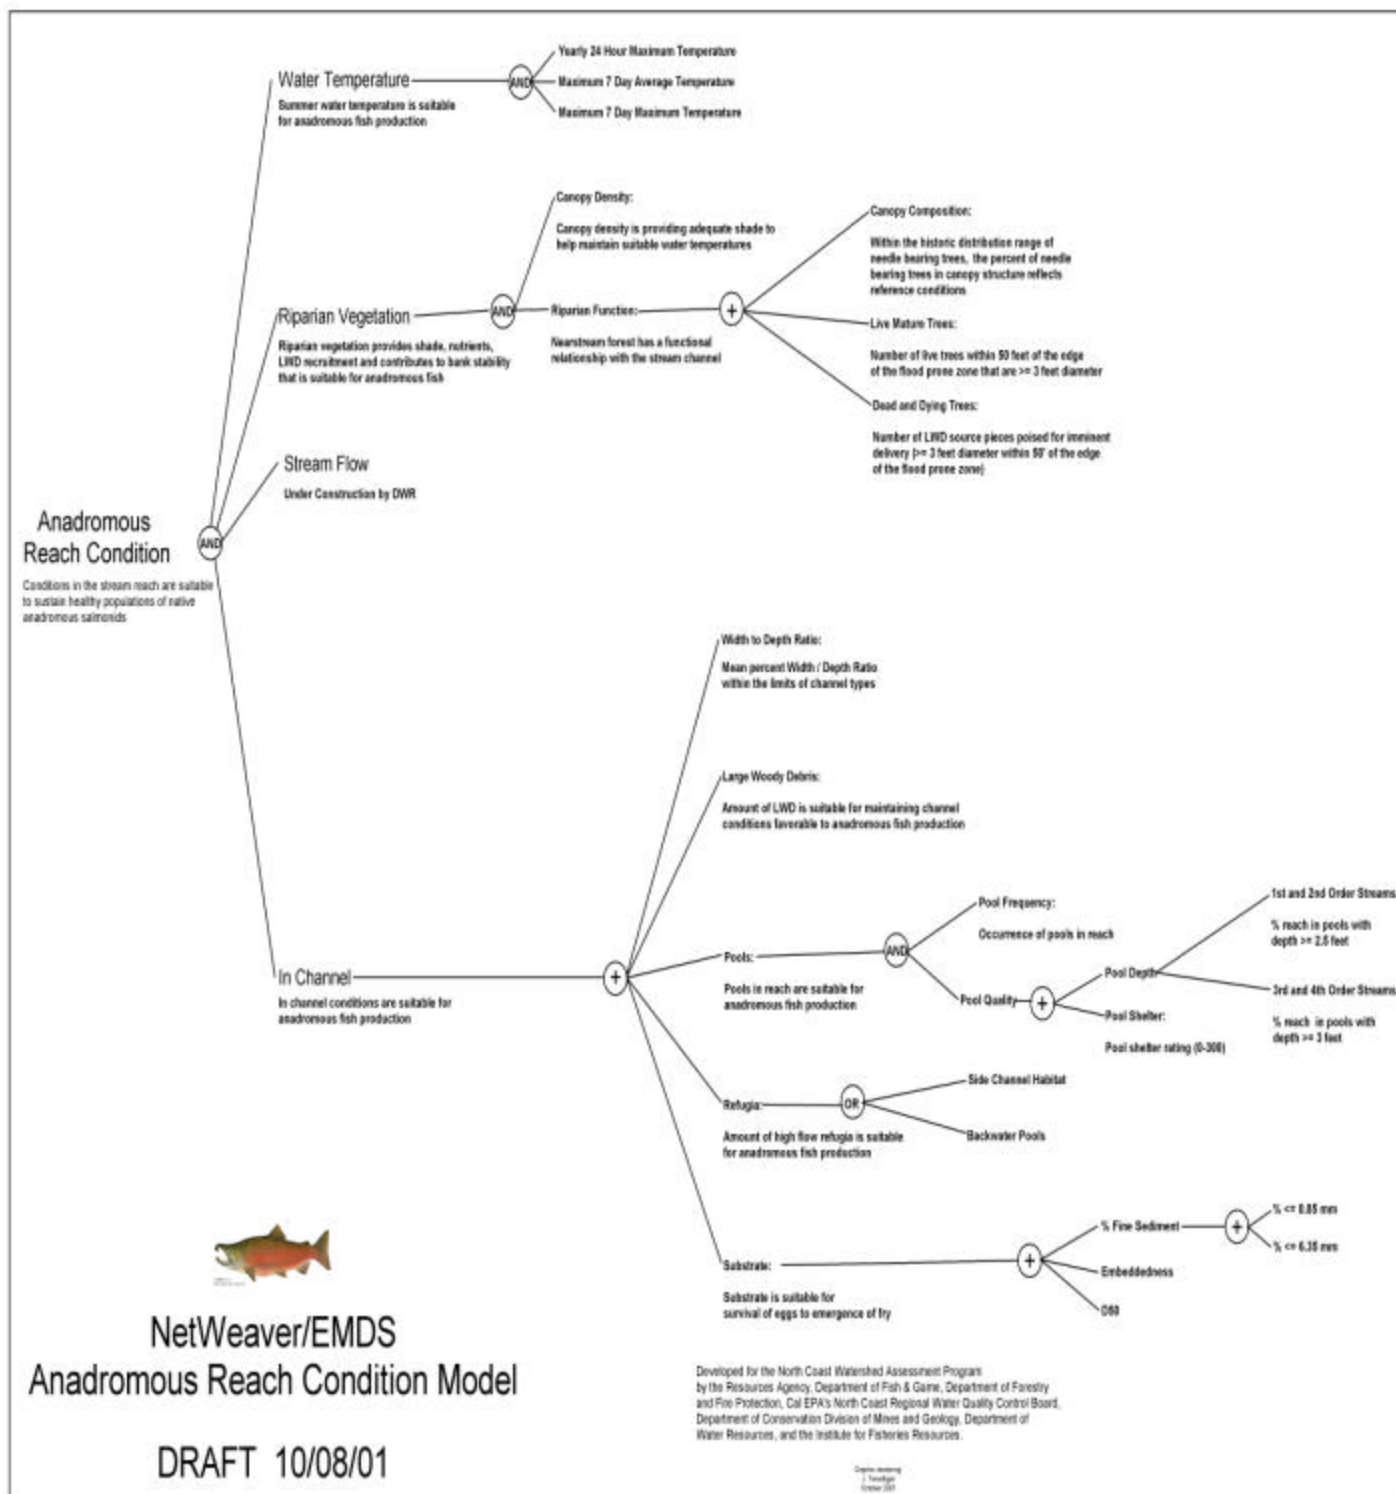 Yearly 24 Hour Maximum Temperature
Water Temperature
AND
Maximum 7 Day Average Temperature
Summer water temperature is suitable
for anadromous fish production
Maximum 7 Day Maximum Temperature
Canopy Density:
Canopy density is providing adequate shade to
help maintain suitable water temperatures
Canopy Composition:
Within the historic distribution range of
needle bearing trees, the percent of needle
bearing trees in canopy structure reflects
reference conditions
Riparian Vegetation
AND
Riparian Function:
+
Live Mature Trees:
Riparian vegetation provides shade, nutrients,
LWD recruitment and contributes to bank stability
that is suitable for anadromous fish
Nearstream forest has a functional
relationship with the stream channel
Number of live trees within 50 feet of the edge
of the flood prone zone that are >= 3 feet diameter
Dead and Dying Trees:
Number of LWD source pieces poised for imminent
delivery (>= 3 feet diameter within 50' of the edge
of the flood prone zone)
Stream Flow
Under Construction by DWR
Anadromous
Reach Condition
AND
Conditions in the stream reach are suitable
to sustain healthy populations of native
anadromous salmonids
Width to Depth Ratio:
Mean percent Width / Depth Ratio
within the limits of channel types
Large Woody Debris:
Amount of LWD is suitable for maintaining channel
conditions favorable to anadromous fish production
In Channel
+
In channel conditions are suitable for
anadromous fish production
Pools:
AND
Pools in reach are suitable for
anadromous fish production
Pool Frequency:
Occurrence of pools in reach
Pool Quality
+
Pool Depth
1st and 2nd Order Streams
% reach in pools with
depth >= 2.5 feet
3rd and 4th Order Streams
% reach in pools with
depth >= 3 feet
Pool Shelter:
Pool shelter rating (0-300)
Refugia:
OR
Side Channel Habitat
Backwater Pools
Amount of high flow refugia is suitable
for anadromous fish production
Substrate:
+
Substrate is suitable for
survival of eggs to emergence of fry
% Fine Sediment
+
% <= 0.85 mm
% <= 6.35 mm
Embeddedness
D50
NetWeaver/EMDS
Anadromous Reach Condition Model
DRAFT 10/08/01
Developed for the North Coast Watershed Assessment Program
by the Resources Agency, Department of Fish & Game, Department of Forestry
and Fire Protection, Cal EPA's North Coast Regional Water Quality Control Board,
Department of Conservation Division of Mines and Geology, Department of
Water Resources, and the Institute for Fisheries Resources.